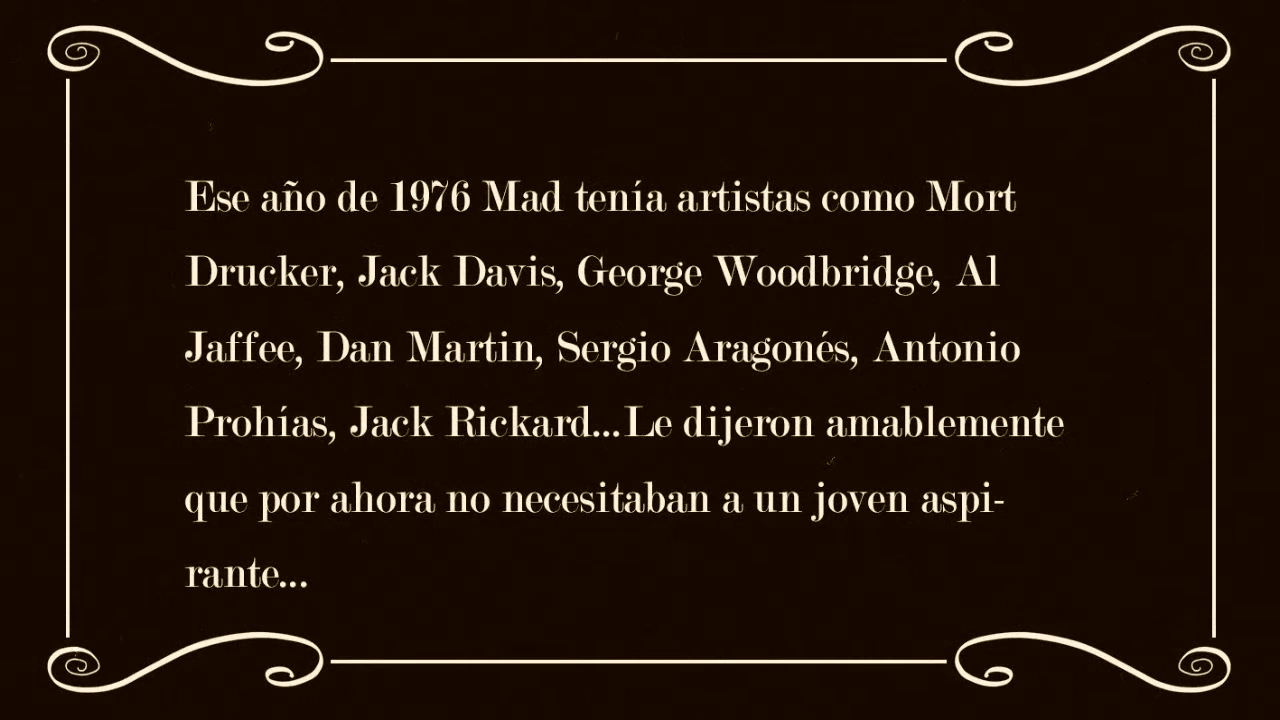 Ese año de 1976 Mad tenía artistas como Mort
Drucker, Jack Davis, George Woodbridge, Al
Jaffee, Dan Martin, Sergio Aragonés, Antonio
Prohías, Jack Rickard...Le dijeron amablemente
que por ahora no necesitaban a un joven aspi-
rante...